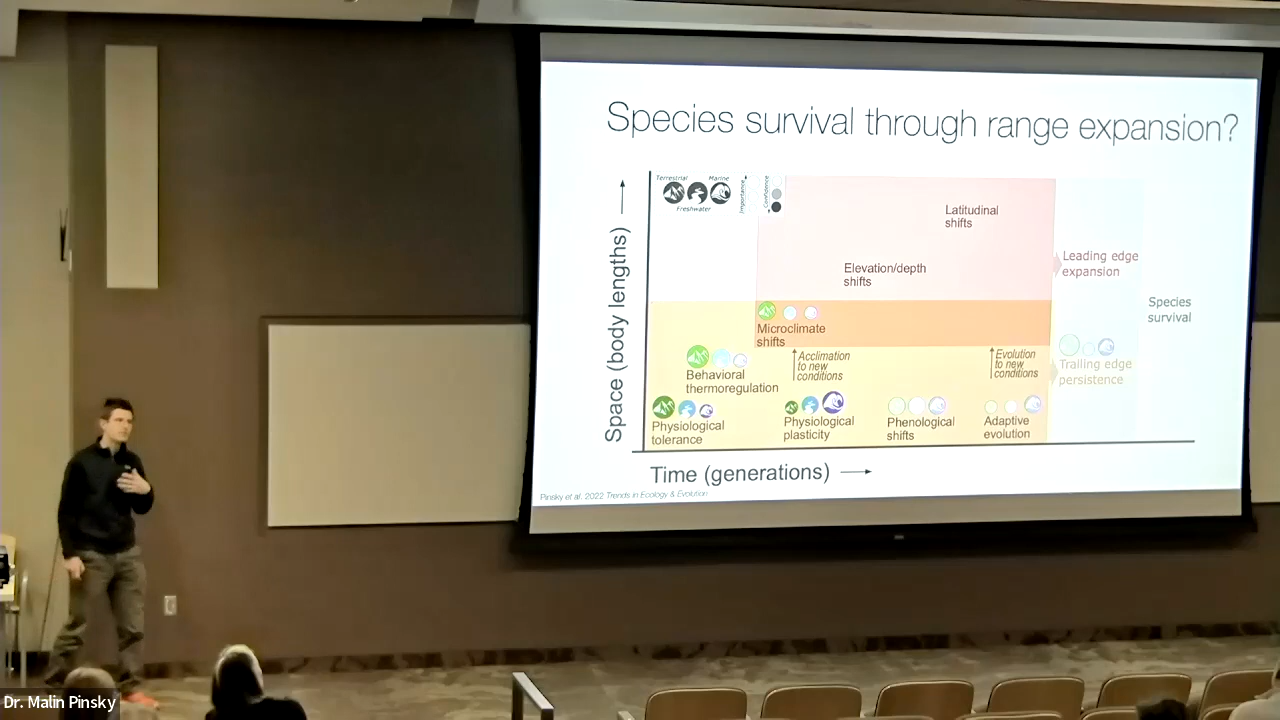 Species survival through range expansion?
Space (body lengths)
Terrestrial
Marine
Freshwater
Importance
Confidence
Latitudinal
shifts
Elevation/depth
shifts
Leading edge
expansion
Species
survival
Microclimate
shifts
Acclimation
to new
conditions
Evolution
to new
conditions
Behavioral
thermoregulation
Trailing edge
persistence
Physiological
tolerance
Physiological
plasticity
Phenological
shifts
Adaptive
evolution
Time (generations)
Pinsky et al. 2022 Trends in Ecology & Evolution
Dr. Malin Pinsky